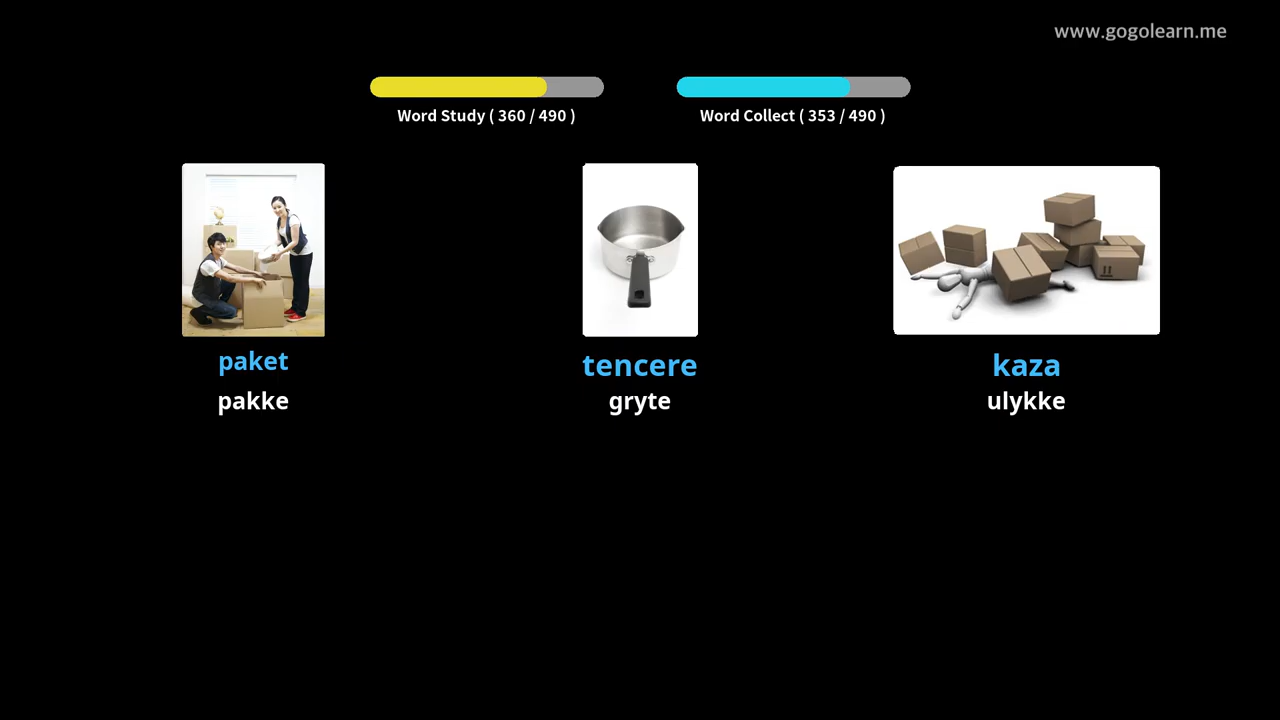 www.gogolearn.me
Word Study ( 360 / 490 )
Word Collect ( 353 / 490 )
paket
pakke
tencere
gryte
kaza
ulykke